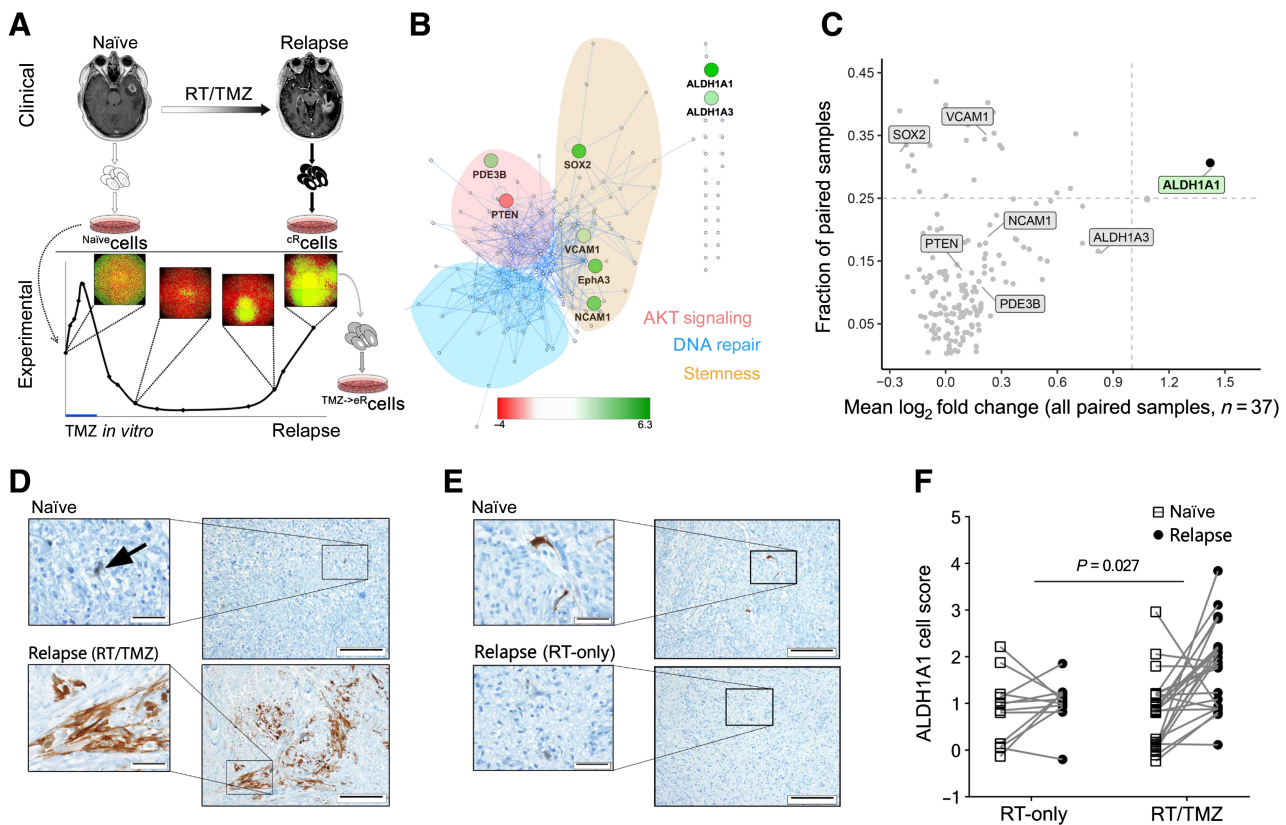 A
Clinical
Naïve
Relapse
RT/TMZ
Naïve cells
cR cells
Experimental
TMZ in vitro
Relapse
TMZ->eR cells
B
ALDH1A1
ALDH1A3
PDE3B
SOX2
PTEN
VCAM1
EphA3
NCAM1
AKT signaling
DNA repair
Stemness
−4
6.3
C
Fraction of paired samples
0.45
0.35
0.25
0.15
0.05
VCAM1
SOX2
ALDH1A1
NCAM1
PTEN
ALDH1A3
PDE3B
−0.3
0.0
0.3
0.6
0.9
1.2
1.5
Mean log2 fold change (all paired samples, n = 37)
D
Naïve
Relapse (RT/TMZ)
E
Naïve
Relapse (RT-only)
F
Naïve
Relapse
P = 0.027
ALDH1A1 cell score
5
4
3
2
1
0
−1
RT-only
RT/TMZ